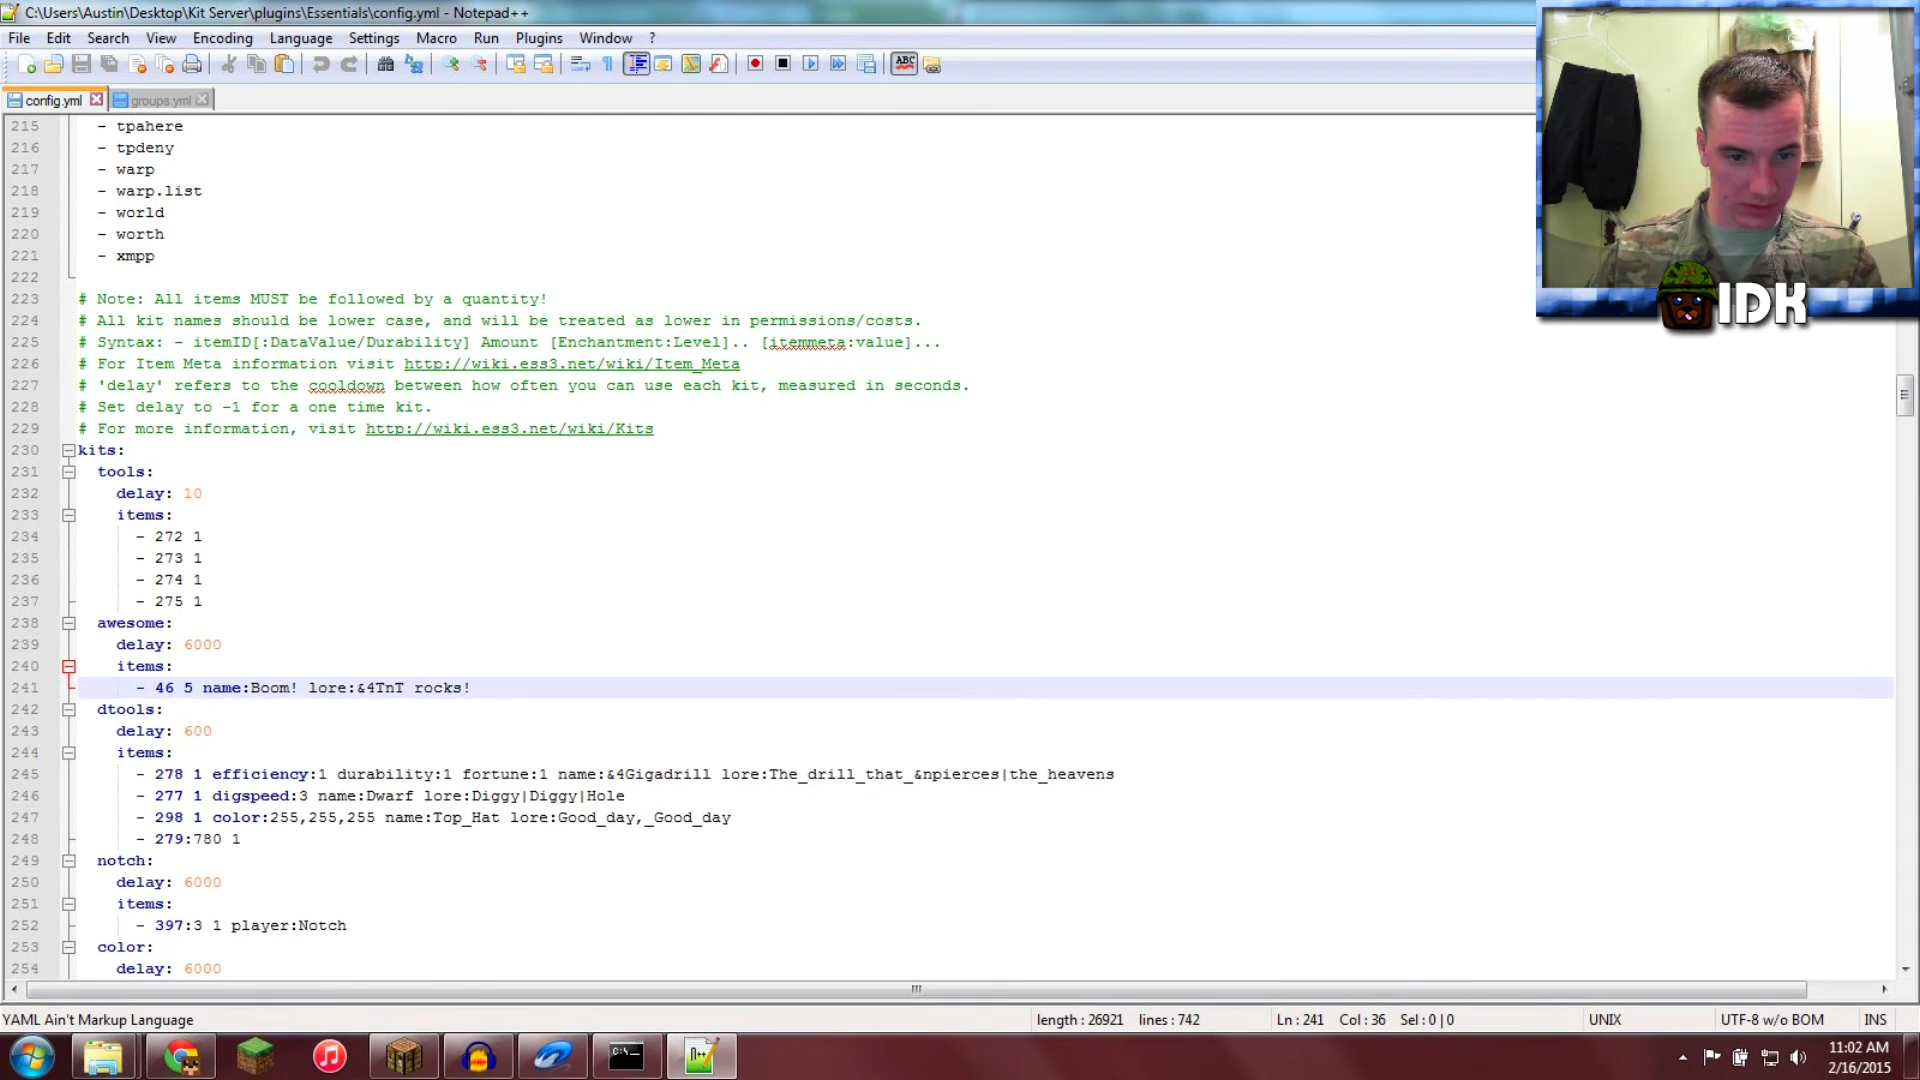 C:\Users\Austin\Desktop\Kit Server\plugins\Essentials\config.yml - Notepad++
File Edit Search View Encoding Language Settings Macro Run Plugins Window ?
ABC
config.yml groups.yml
215 - tpahere
216 - tpdeny
217 - warp
218 - warp.list
219 - world
220 - worth
221 - xmpp
222
223 # Note: All items MUST be followed by a quantity!
224 # All kit names should be lower case, and will be treated as lower in permissions/costs.
225 # Syntax: - itemID[:DataValue/Durability] Amount [Enchantment:Level].. [itemmeta:value]...
226 # For Item Meta information visit http://wiki.ess3.net/wiki/Item_Meta
227 # 'delay' refers to the cooldown between how often you can use each kit, measured in seconds.
228 # Set delay to -1 for a one time kit.
229 # For more information, visit http://wiki.ess3.net/wiki/Kits
230 kits:
231 tools:
232 delay: 10
233 items:
234 - 272 1
235 - 273 1
236 - 274 1
237 - 275 1
238 awesome:
239 delay: 6000
240 items:
241 - 46 5 name:Boom! lore:&4TnT rocks!
242 dtools:
243 delay: 600
244 items:
245 - 278 1 efficiency:1 durability:1 fortune:1 name:&4Gigadrill lore:The_drill_that_&npierces|the_heavens
246 - 277 1 digspeed:3 name:Dwarf lore:Diggy|Diggy|Hole
247 - 298 1 color:255,255,255 name:Top_Hat lore:Good_day,_Good_day
248 - 279:780 1
249 notch:
250 delay: 6000
251 items:
252 - 397:3 1 player:Notch
253 color:
254 delay: 6000
IDK
YAML Ain't Markup Language length : 26921 lines : 742 Ln : 241 Col : 36 Sel : 0 | 0 UNIX UTF-8 w/o BOM INS
C:\_
n++
11:02 AM
2/16/2015